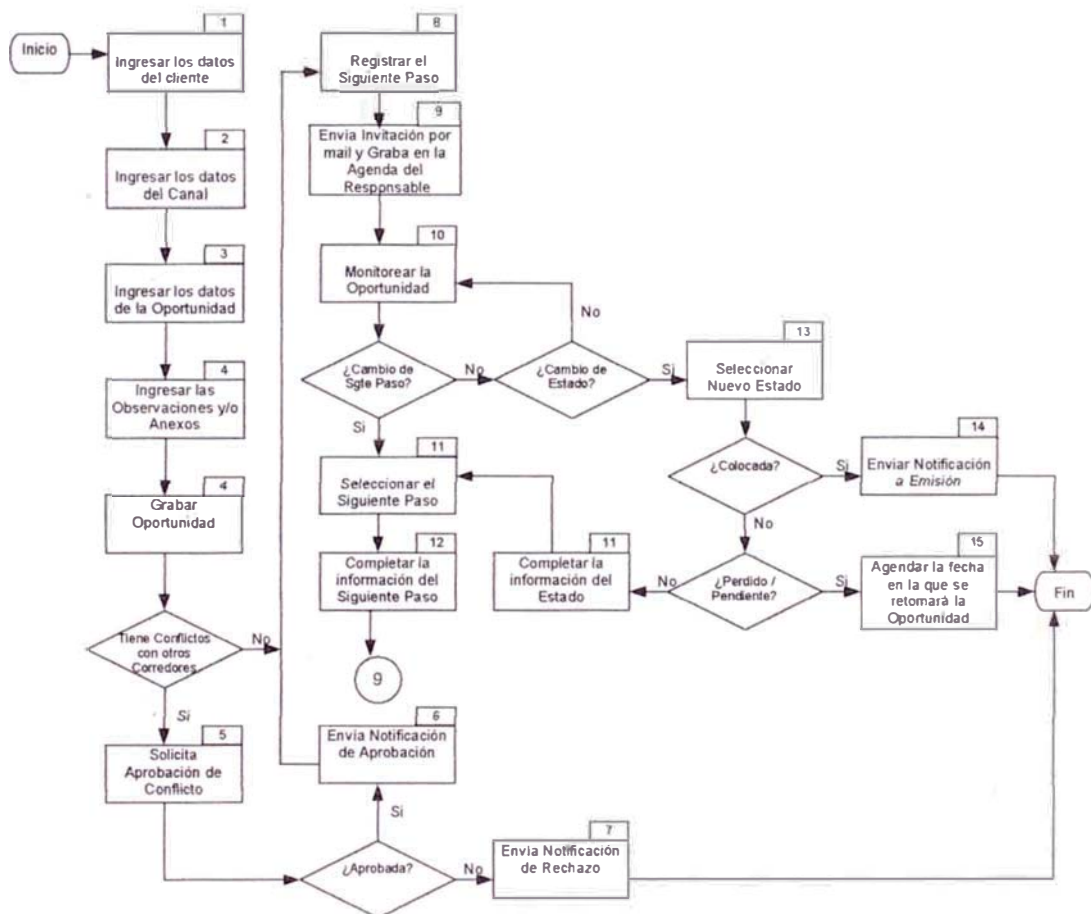 Inicio
1
Ingresar los datos
del cliente
2
Ingresar los datos
del Canal
3
Ingresar los datos
de la Oportunidad
4
Ingresar las
Observaciones y/o
Anexos
4
Grabar
Oportunidad
Tiene Conflictos
con otros
Corredores
No
Si
5
Solicita
Aprobación de
Conflicto
¿Aprobada?
Si
No
6
Envía Notificación
de Aprobación
7
Envía Notificación
de Rechazo
8
Registrar el
Siguiente Paso
9
Envía Invitación por
mail y Graba en la
Agenda del
Responsable
10
Monitorear la
Oportunidad
¿Cambio de
Sgte Paso?
No
Si
¿Cambio de
Estado?
No
Si
11
Seleccionar el
Siguiente Paso
12
Completar la
información del
Siguiente Paso
9
13
Seleccionar
Nuevo Estado
¿Colocada?
Si
No
14
Enviar Notificación
a Emisión
¿Perdido /
Pendiente?
No
Si
11
Completar la
información del
Estado
15
Agendar la fecha
en la que se
retomará la
Oportunidad
Fin